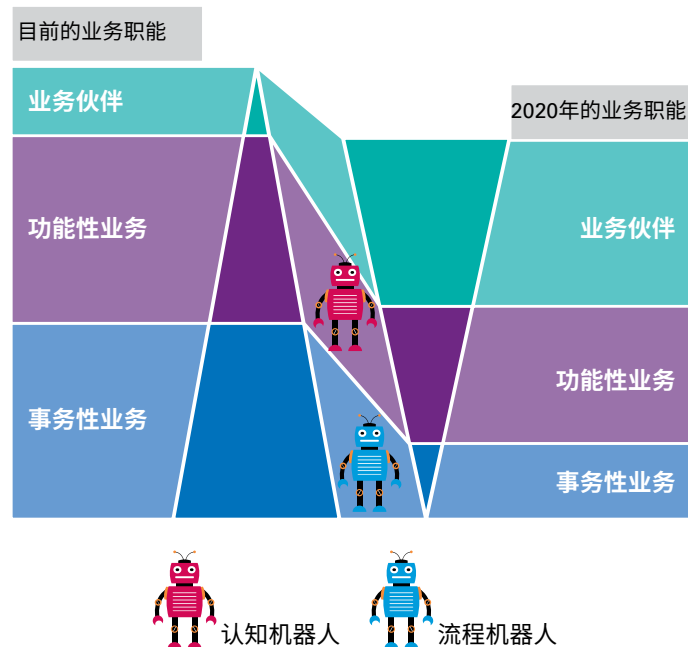 目前的业务职能
业务伙伴
功能性业务
事务性业务
2020年的业务职能
业务伙伴
功能性业务
事务性业务
认知机器人
流程机器人